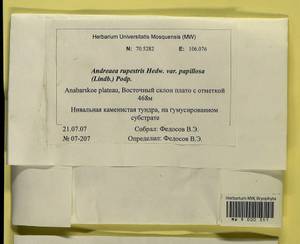 Herbarium Universitatis Mosquensis (MW)
N: 70.5282 E: 106.076
Andreaea rupestris Hedw. var. papillosa
(Lindb.) Podp.
Anabarskoe plateau, Восточный склон плато с отметкой
468м
Нивальная каменистая тундра, на гумусированном
субстрате
21.07.07 Собрал: Федосов В.Э.
№ 07-207 Определил: Федосов В.Э.
Herbarium MW, Bryophyta